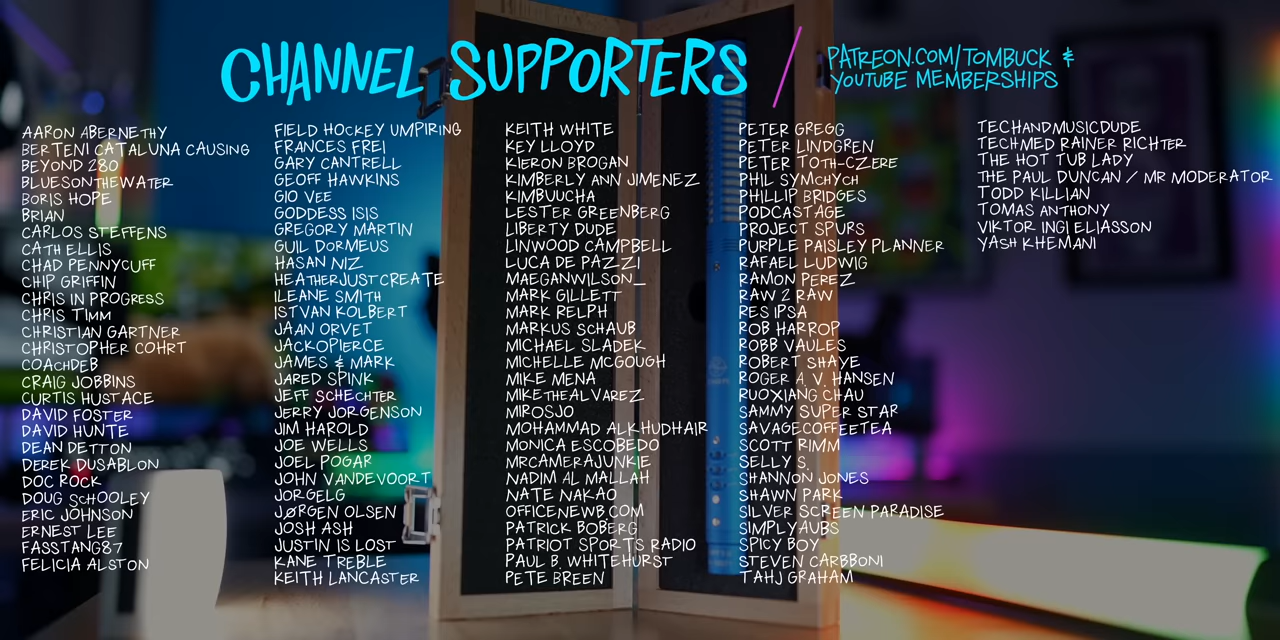 CHANNEL SUPPORTERS / PATREON.COM/TOMBUCK &
YOUTUBE MEMBERSHIPS
AARON ABERNETHY
BERTENI CATALUNA CAUSING
BEYOND 280
BLUESONTHEWATER
BORIS HOPE
BRIAN
CARLOS STEFFENS
CATH ELLIS
CHAD PENNYCUFF
CHIP GRIFFIN
CHRIS IN PROGRESS
CHRIS TIMM
CHRISTIAN GARTNER
CHRISTOPHER COHRT
COACHDEB
CRAIG JOBBINS
CURTIS HUSTACE
DAVID FOSTER
DAVID HUNTE
DEAN DETTON
DEREK DUSABLON
DOC ROCK
DOUG SCHOOLEY
ERIC JOHNSON
ERNEST LEE
FASSTANG87
FELICIA ALSTON
FIELD HOCKEY UMPIRING
FRANCES FREI
GARY CANTRELL
GEOFF HAWKINS
GIO VEE
GODDESS ISIS
GREGORY MARTIN
GUIL DORMEUS
HASAN NIZ
HEATHERJUSTCREATE
ILEANE SMITH
ISTVAN KOLBERT
JAAN ORVET
JACKOPIERCE
JAMES & MARK
JARED SPINK
JEFF SCHECHTER
JERRY JORGENSON
JIM HAROLD
JOE WELLS
JOEL POGAR
JOHN VANDEVOORT
JORGELG
JØRGEN OLSEN
JOSH ASH
JUSTIN IS LOST
KANE TREBLE
KEITH LANCASTER
KEITH WHITE
KEY LLOYD
KIERON BROGAN
KIMBERLY ANN JIMENEZ
KIMBUUCHA
LESTER GREENBERG
LIBERTY DUDE
LINWOOD CAMPBELL
LUCA DE PAZZI
MAEGANWILSON_
MARK GILLETT
MARK RELPH
MARKUS SCHAUB
MICHAEL SLADEK
MICHELLE MCGOUGH
MIKE MENA
MIKETHEALVAREZ
MIROSJO
MOHAMMAD ALKHUDHAIR
MONICA ESCOBEDO
MRCAMERAJUNKIE
NADIM AL MALLAH
NATE NAKAO
OFFICENEWB.COM
PATRICK BOBERG
PATRIOT SPORTS RADIO
PAUL B. WHITEHURST
PETE BREEN
PETER GREGG
PETER LINDGREN
PETER TOTH-CZERE
PHIL SYMCHYCH
PHILLIP BRIDGES
PODCASTAGE
PROJECT SPURS
PURPLE PAISLEY PLANNER
RAFAEL LUDWIG
RAMON PEREZ
RAW 2 RAW
RES IPSA
ROB HARROP
ROBB VAULES
ROBERT SHAYE
ROGER A. V. HANSEN
RUOXIANG CHAU
SAMMY SUPER STAR
SAVAGECOFFEETEA
SCOTT RIMM
SELLY S.
SHANNON JONES
SHAWN PARK
SILVER SCREEN PARADISE
SIMPLYAUBS
SPICY BOY
STEVEN CARBBONI
TAHJ GRAHAM
TECHANDMUSICDUDE
TECHMED RAINER RICHTER
THE HOT TUB LADY
THE PAUL DUNCAN / MR MODERATOR
TODD KILLIAN
TOMAS ANTHONY
VIKTOR INGI ELIASSON
YASH KHEMANI